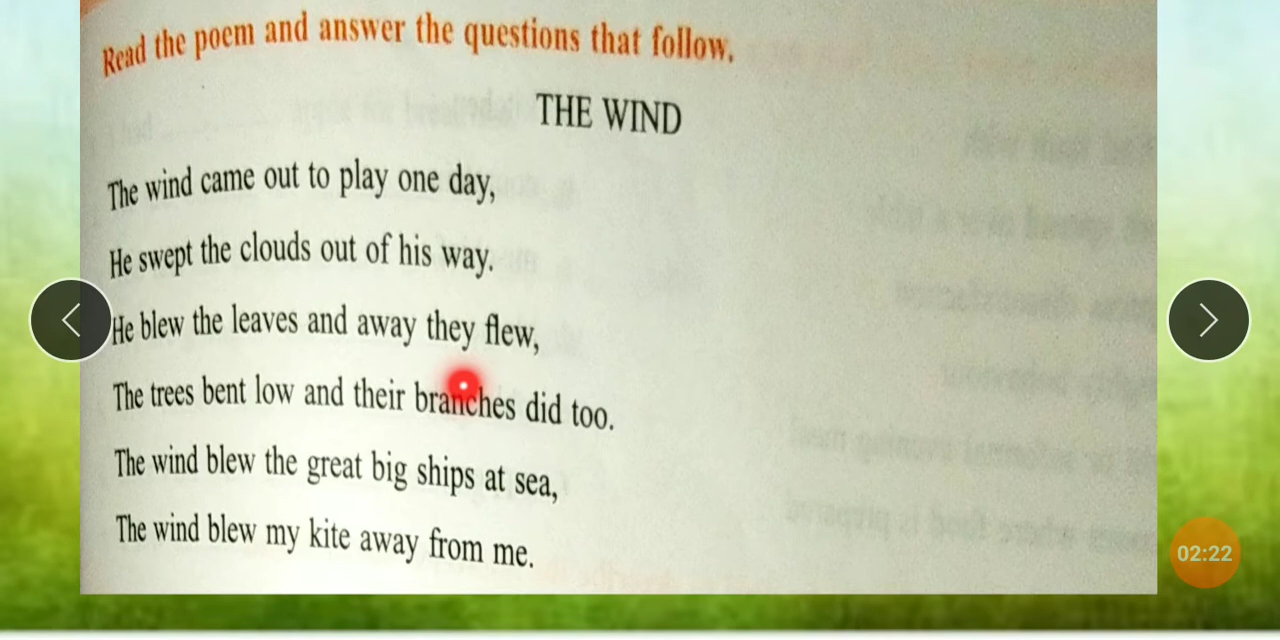 Read the poem and answer the questions that follow.
THE WIND
The wind came out to play one day,
He swept the clouds out of his way.
He blew the leaves and away they flew,
The trees bent low and their branches did too.
The wind blew the great big ships at sea,
The wind blew my kite away from me.
02:22